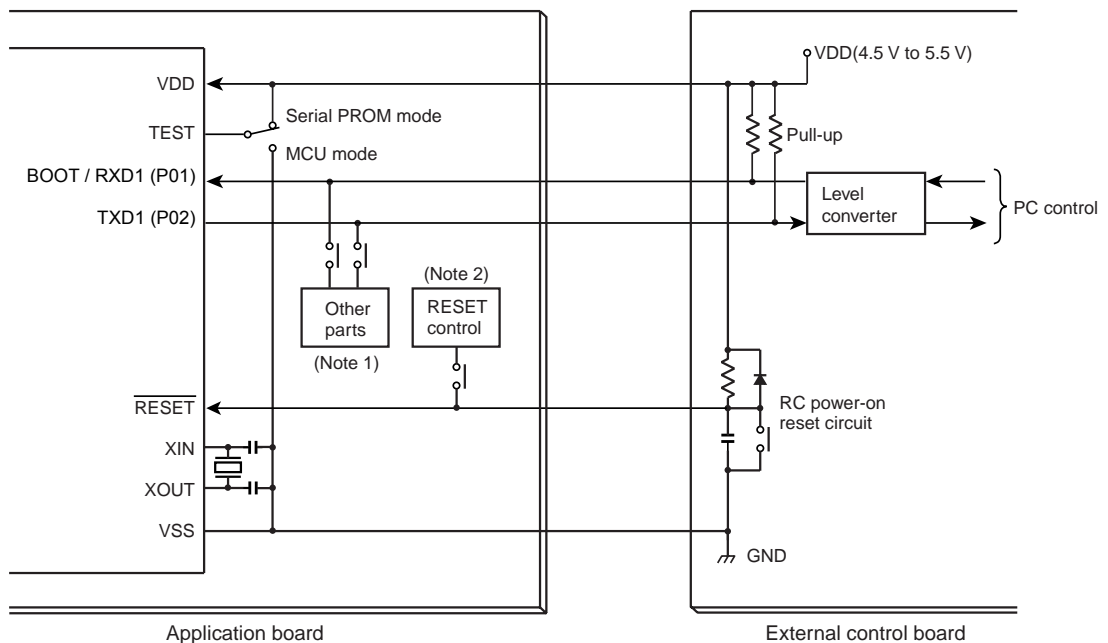 VDD(4.5 V to 5.5 V)
VDD
Serial PROM mode
TEST
Pull-up
MCU mode
BOOT / RXD1 (P01)
Level
converter
PC control
TXD1 (P02)
(Note 2)
Other
parts
RESET
control
(Note 1)
RESET
RC power-on
reset circuit
XIN
XOUT
VSS
GND
Application board
External control board